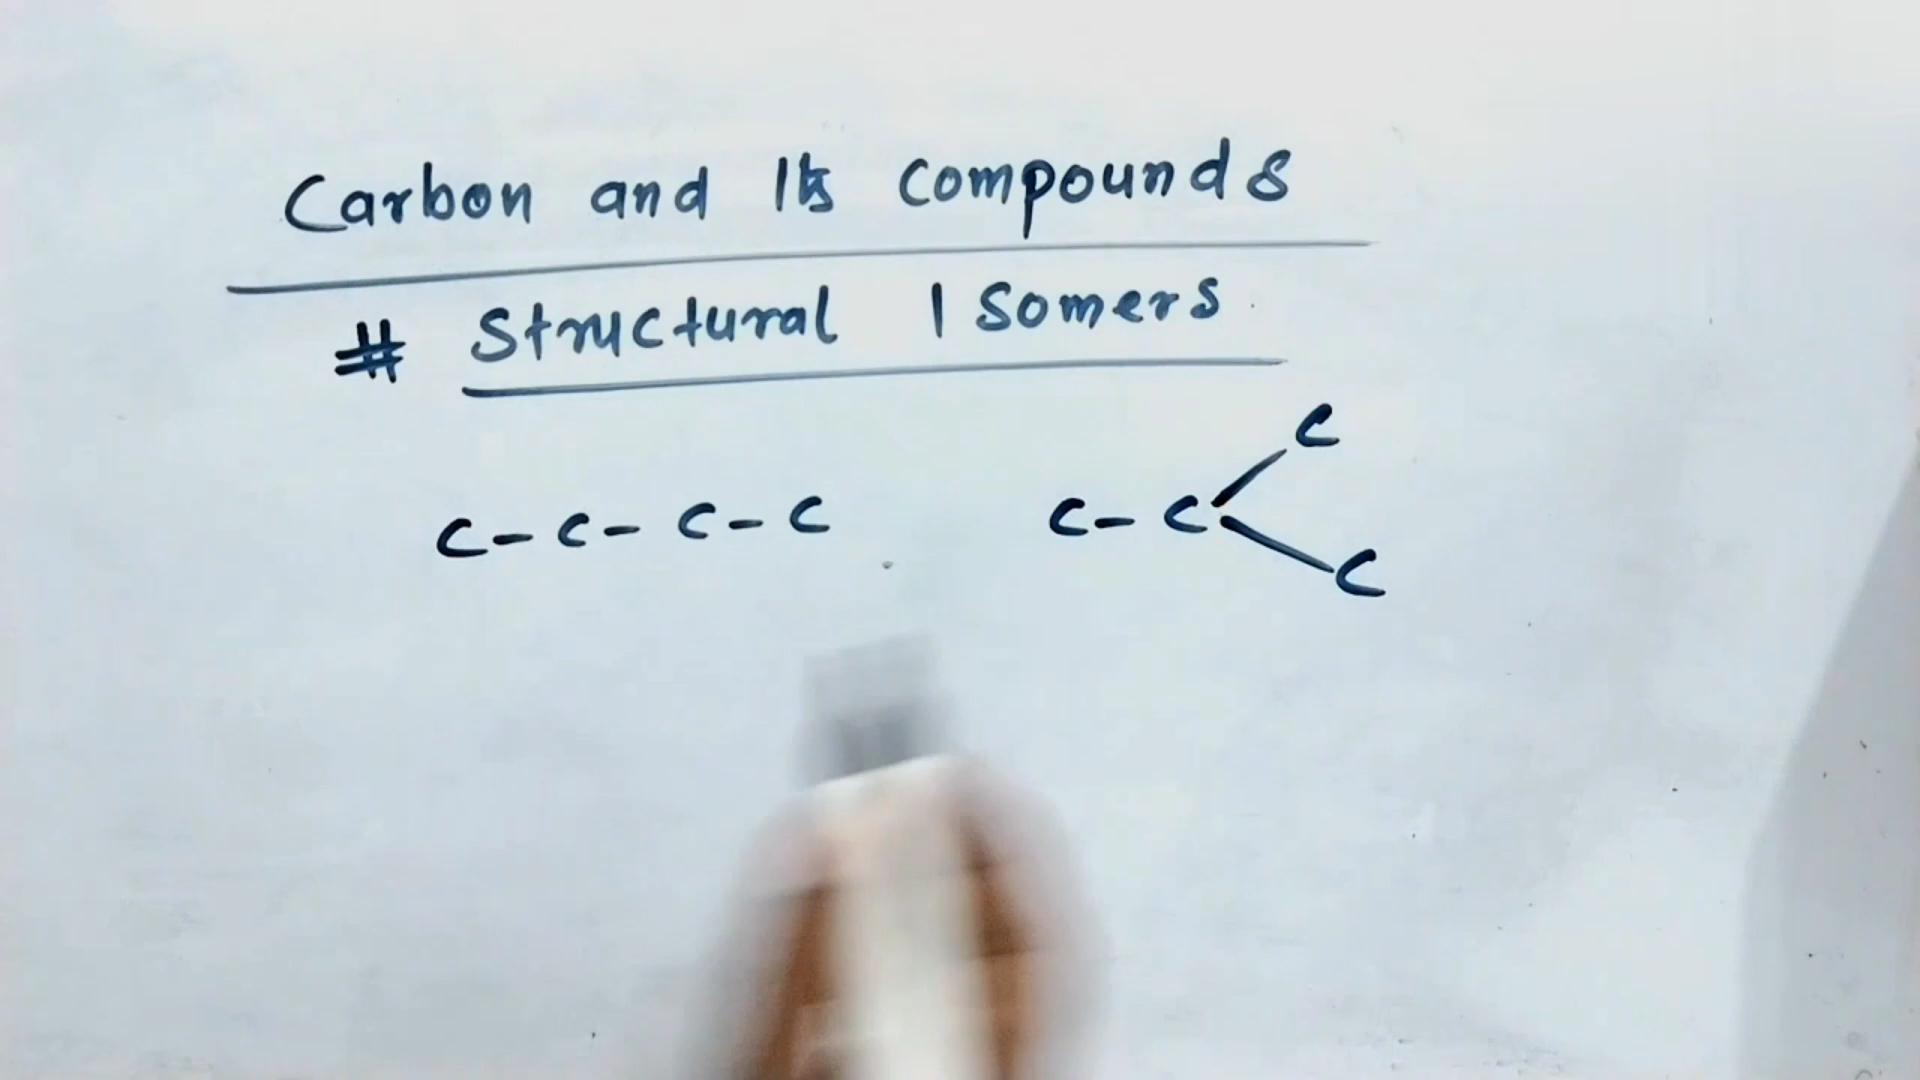 Carbon and Its compounds
# Structural Isomers
C
C - C - C - C C - C
C